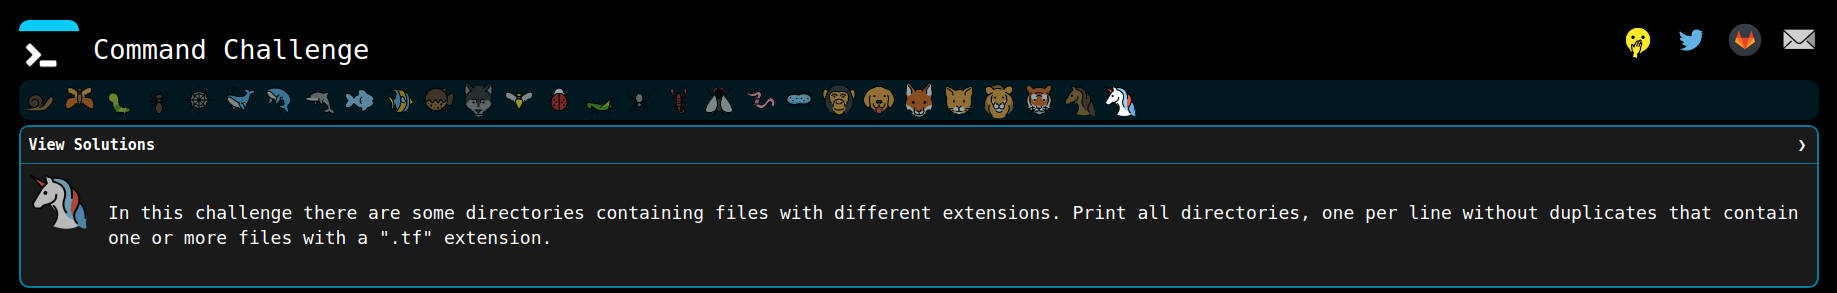 Command Challenge
View Solutions
In this challenge there are some directories containing files with different extensions. Print all directories, one per line without duplicates that contain
one or more files with a ".tf" extension.